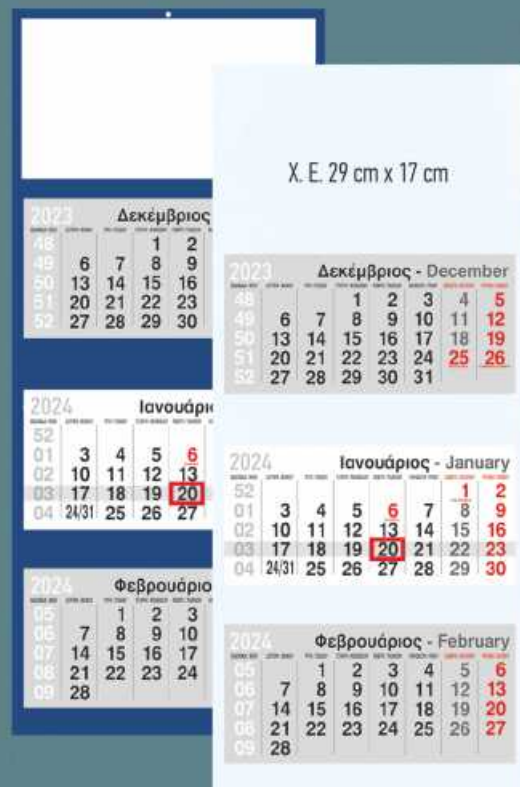 X. E. 29 cm x 17 cm
2023 Δεκέμβριος
48 1 2
49 6 7 8 9
50 13 14 15 16
51 20 21 22 23
52 27 28 29 30
2024 Ιανουάριο
52
01 3 4 5 6
02 10 11 12 13
03 17 18 19 20
04 24/31 25 26 27
2024 Φεβρουάριο
05 1 2 3
06 7 8 9 10
07 14 15 16 17
08 21 22 23 24
09 28
2023 Δεκέμβριος - December
48 1 2 3 4 5
49 6 7 8 9 10 11 12
50 13 14 15 16 17 18 19
51 20 21 22 23 24 25 26
52 27 28 29 30 31
2024 Ιανουάριος - January
52 1 2
01 3 4 5 6 7 8 9
02 10 11 12 13 14 15 16
03 17 18 19 20 21 22 23
04 24/31 25 26 27 28 29 30
2024 Φεβρουάριος - February
05 1 2 3 4 5 6
06 7 8 9 10 11 12 13
07 14 15 16 17 18 19 20
08 21 22 23 24 25 26 27
09 28